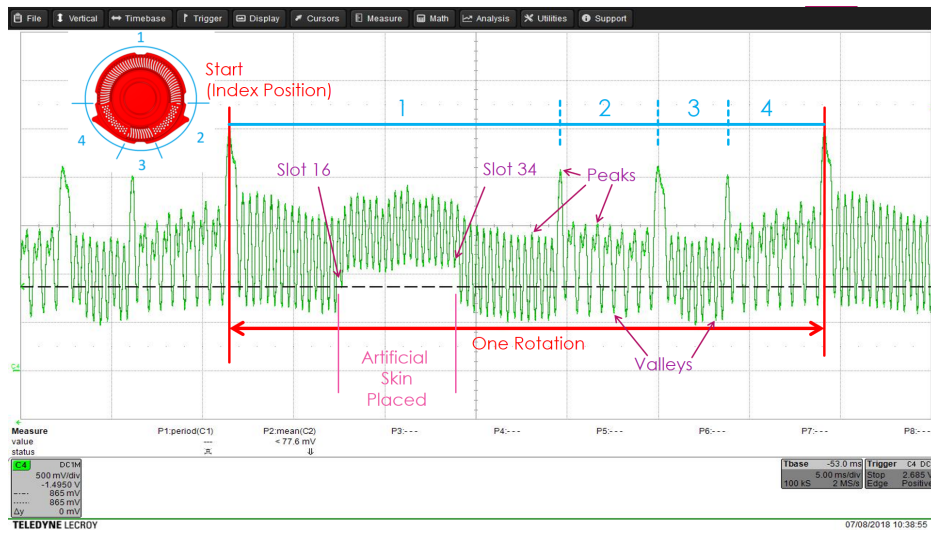 File Vertical Timebase Trigger Display Cursors Measure Math Analysis Utilities Support
1
Start
(Index Position)
4
2
3
1 2 3 4
Slot 16
Slot 34
Peaks
One Rotation
Artificial
Skin
Placed
Valleys
Measure P1:period(C1) P2:mean(C2) P3:--- P4:--- P5:--- P6:--- P7:--- P8:---
value --- < 77.6 mV
status
C4 DC1M
500 mV/div
-1.4950 V
865 mV
865 mV
Δy 0 mV
Tbase -53.0 ms
5.00 ms/div
100 kS 2 MS/s
Trigger C4 DC
Stop 2.685 V
Edge Positive
TELEDYNE LECROY
07/08/2018 10:38:55